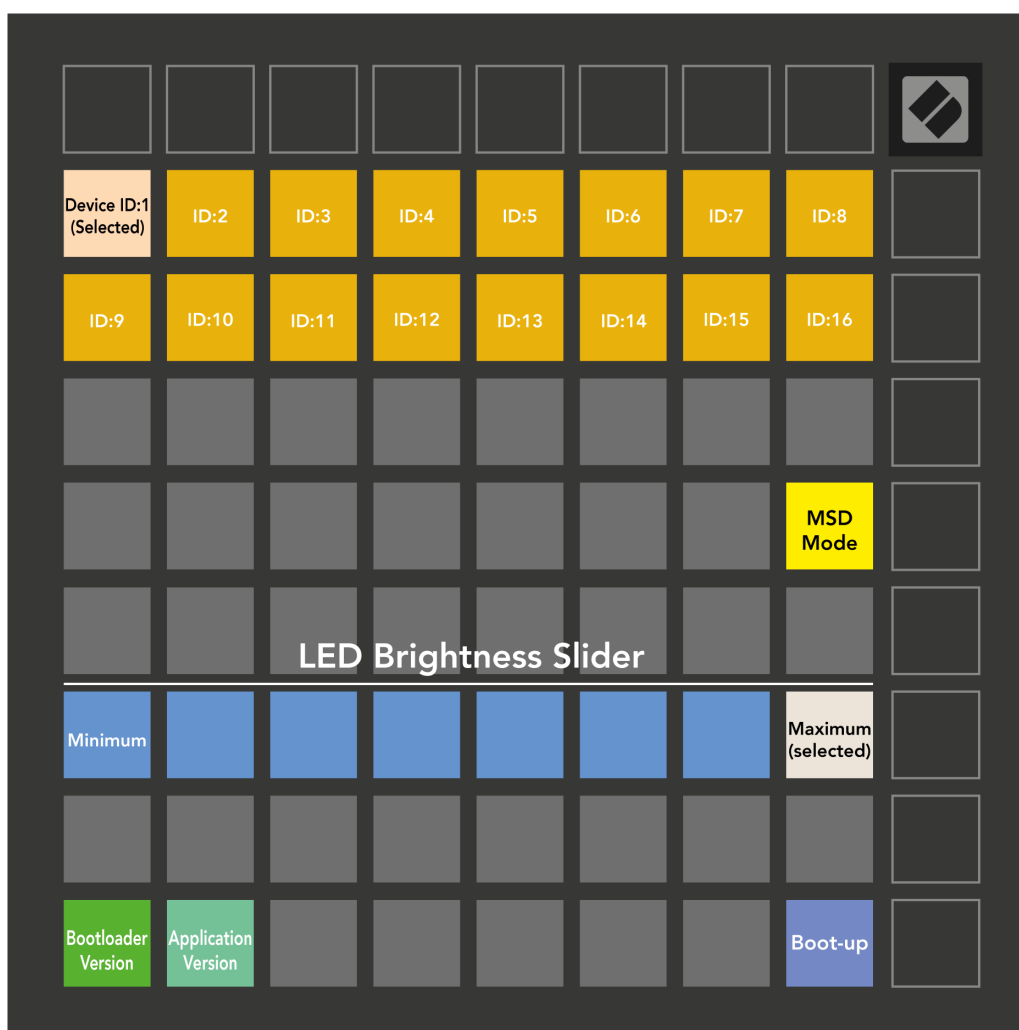 Device ID:1
(Selected)
ID:2
ID:3
ID:4
ID:5
ID:6
ID:7
ID:8
ID:9
ID:10
ID:11
ID:12
ID:13
ID:14
ID:15
ID:16
MSD
Mode
LED Brightness Slider
Minimum
Maximum
(selected)
Bootloader
Version
Application
Version
Boot-up